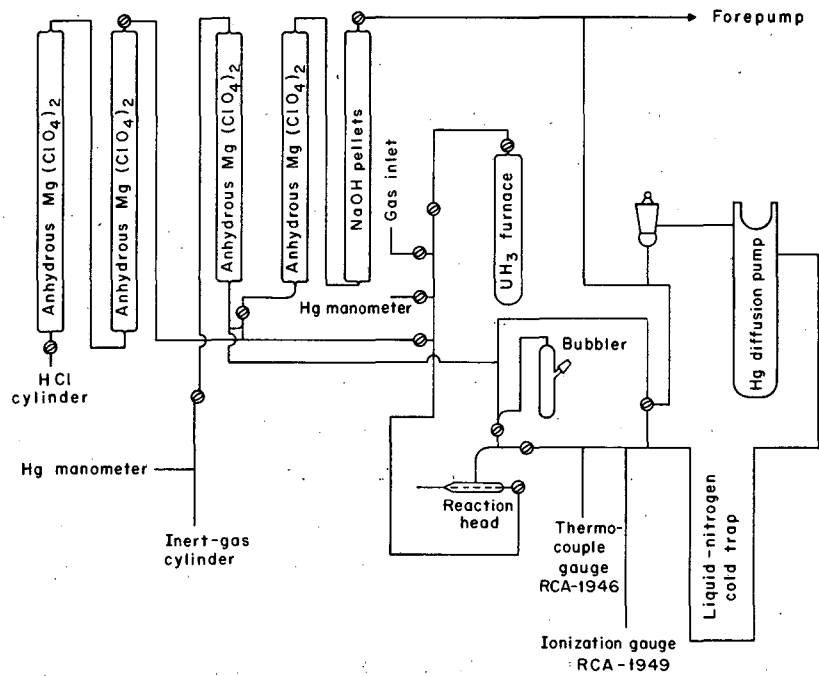 Forepump
Anhydrous Mg (ClO4)2
Anhydrous Mg (ClO4)2
Anhydrous Mg (ClO4)2
Anhydrous Mg (ClO4)2
NaOH pellets
Gas inlet
UH3 furnace
Hg diffusion pump
Hg manometer
Bubbler
HCl
cylinder
Hg manometer
Reaction
head
Inert-gas
cylinder
Thermo-
couple
gauge
RCA-1946
Liquid-nitrogen
cold trap
Ionization gauge
RCA-1949